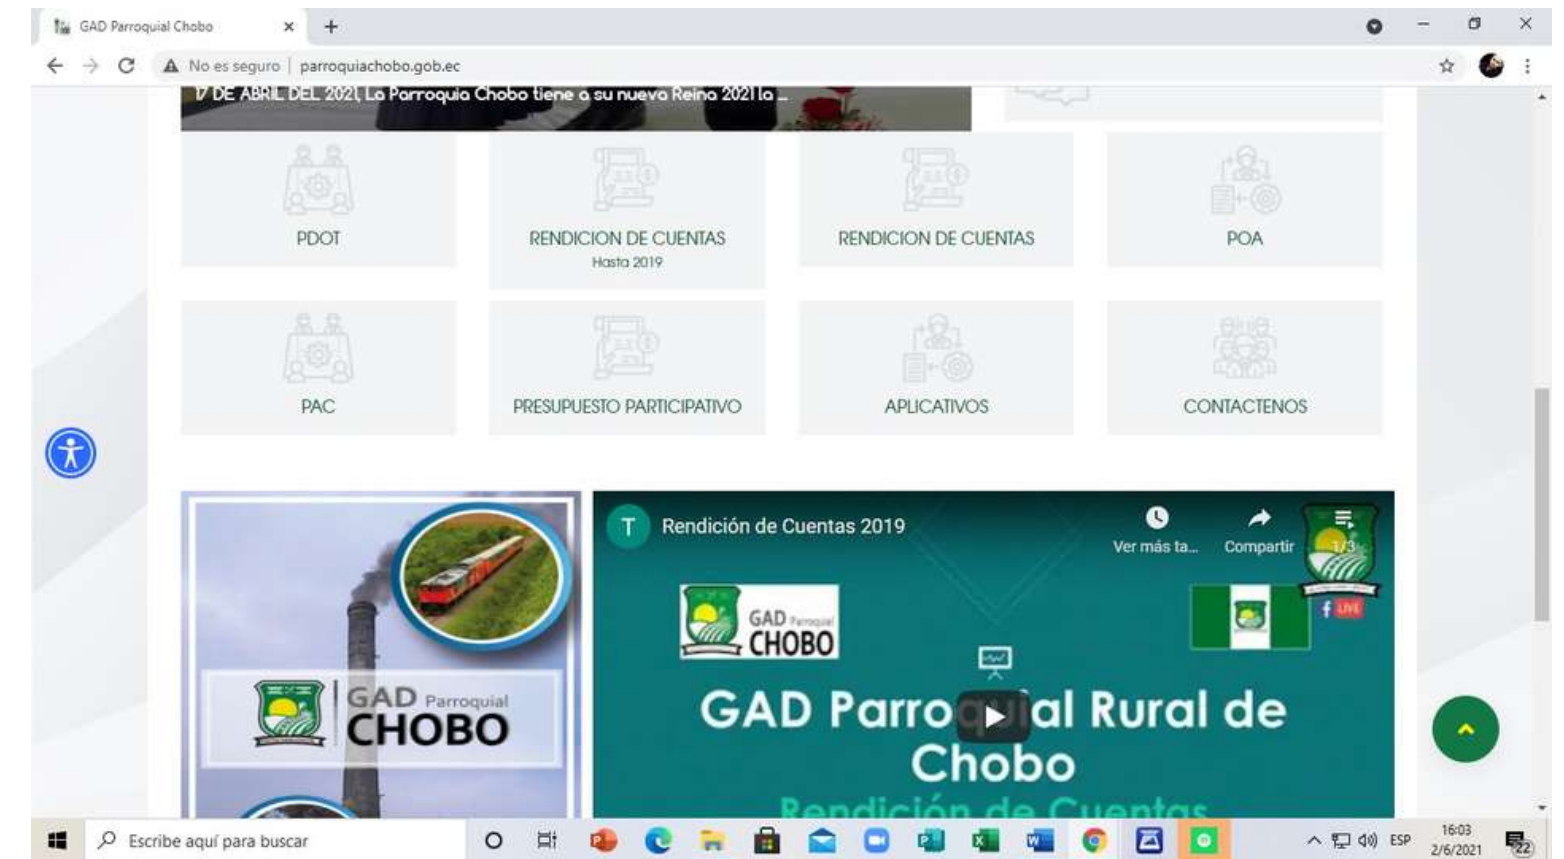 GAD Parroquial Chobo
No es seguro | parroquiachobo.gob.ec
17 DE ABRIL DEL 2021, La Parroquia Chobo tiene a su nueva Reina 2021 la ...
PDOT
RENDICION DE CUENTAS
Hasta 2019
RENDICION DE CUENTAS
POA
PAC
PRESUPUESTO PARTICIPATIVO
APLICATIVOS
CONTACTENOS
GAD Parroquial
CHOBO
T Rendición de Cuentas 2019
Ver más ta...
Compartir
1/3
GAD Parroquial
CHOBO
LIVE
GAD Parroquial Rural de
Chobo
Rendición de Cuentas
Escribe aquí para buscar
ESP
16:03
2/6/2021
22